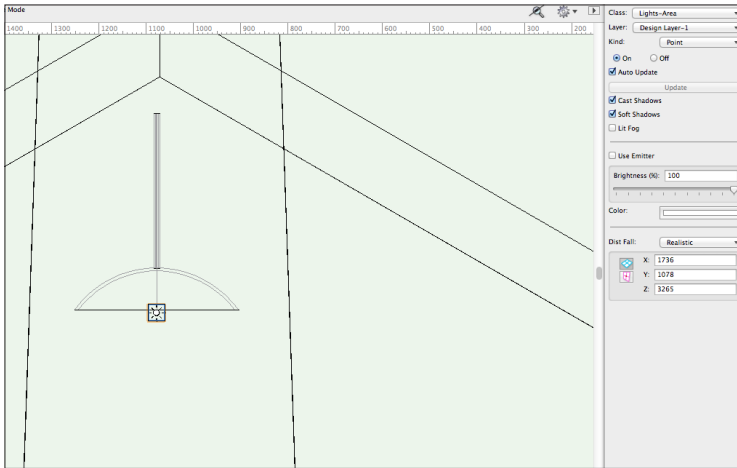 Mode
1400 1300 1200 1100 1000 900 800 700 600 500 400 300 200
Class: Lights-Area
Layer: Design Layer-1
Kind: Point
On Off
Auto Update
Update
Cast Shadows
Soft Shadows
Lit Fog
Use Emitter
Brightness (%): 100
Color:
Dist Fall: Realistic
X: 1736
Y: 1078
Z: 3265